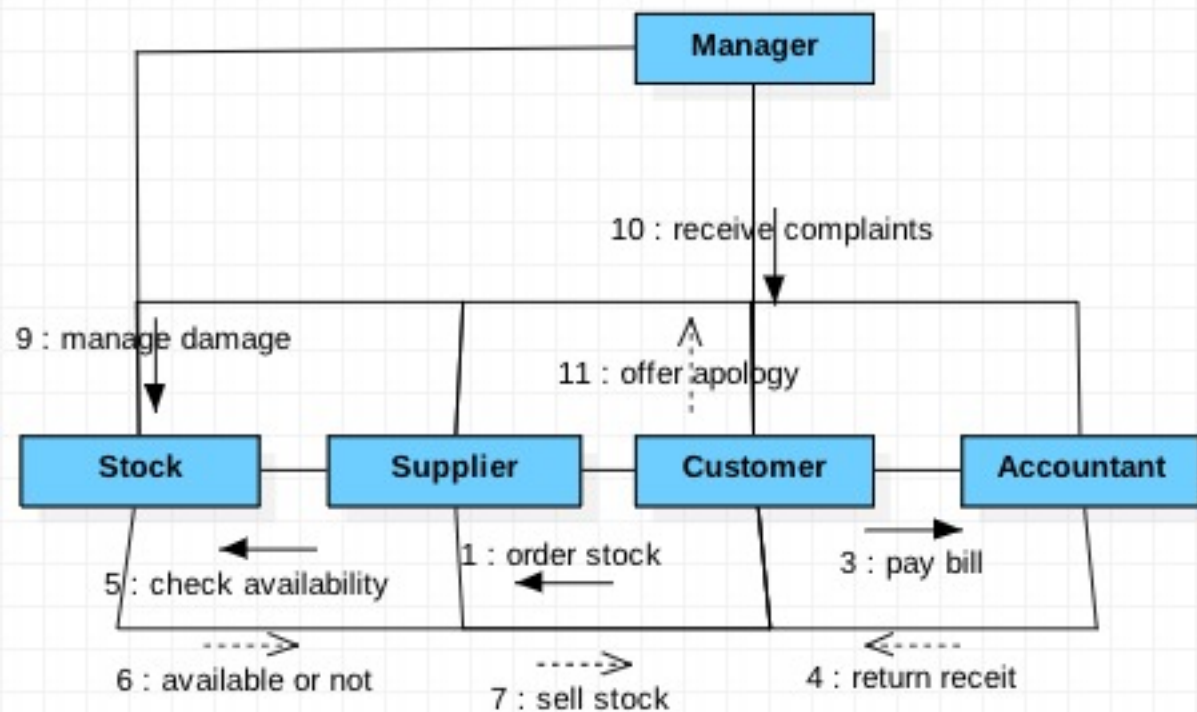 Manager
10 : receive complaints
9 : manage damage
11 : offer apology
Stock
Supplier
Customer
Accountant
1 : order stock
3 : pay bill
5 : check availability
6 : available or not
4 : return receit
7 : sell stock